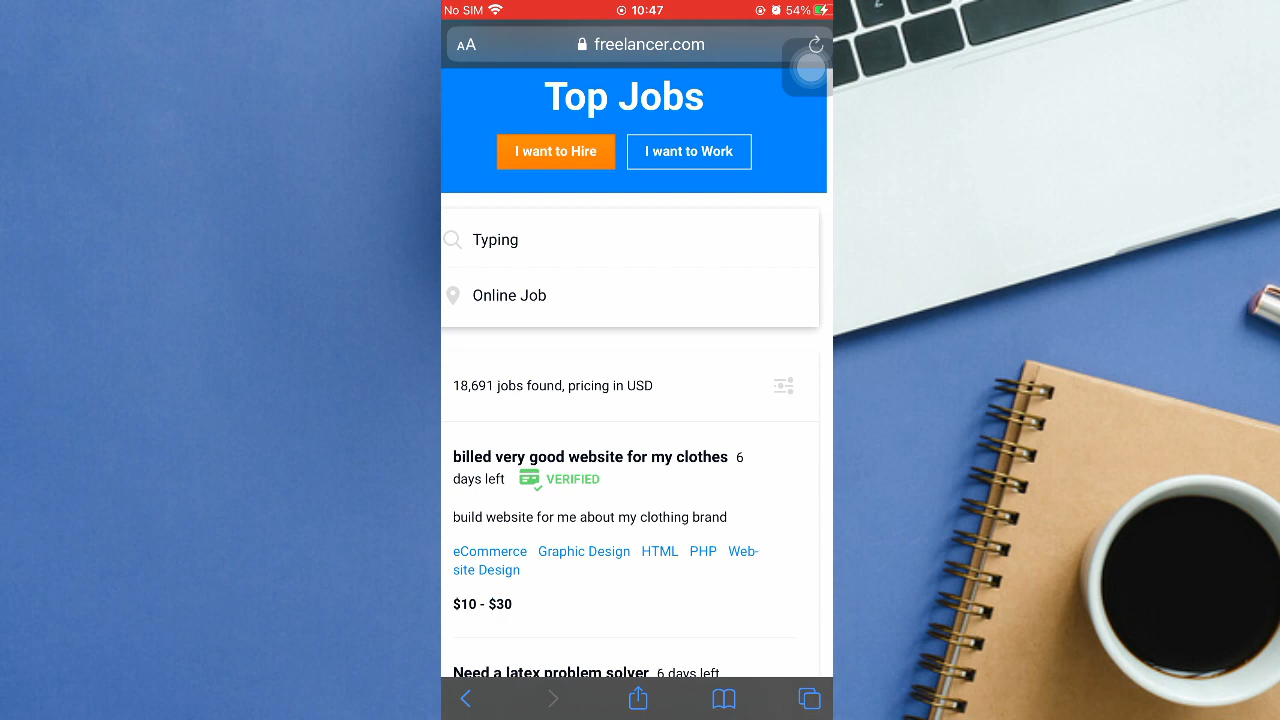 No SIM 10:47 54%
AA freelancer.com
Top Jobs
I want to Hire I want to Work
Typing
Online Job
18,691 jobs found, pricing in USD
billed very good website for my clothes 6
days left VERIFIED
build website for me about my clothing brand
eCommerce Graphic Design HTML PHP Web-
site Design
$10 - $30
Need a latex problem solver 6 days left